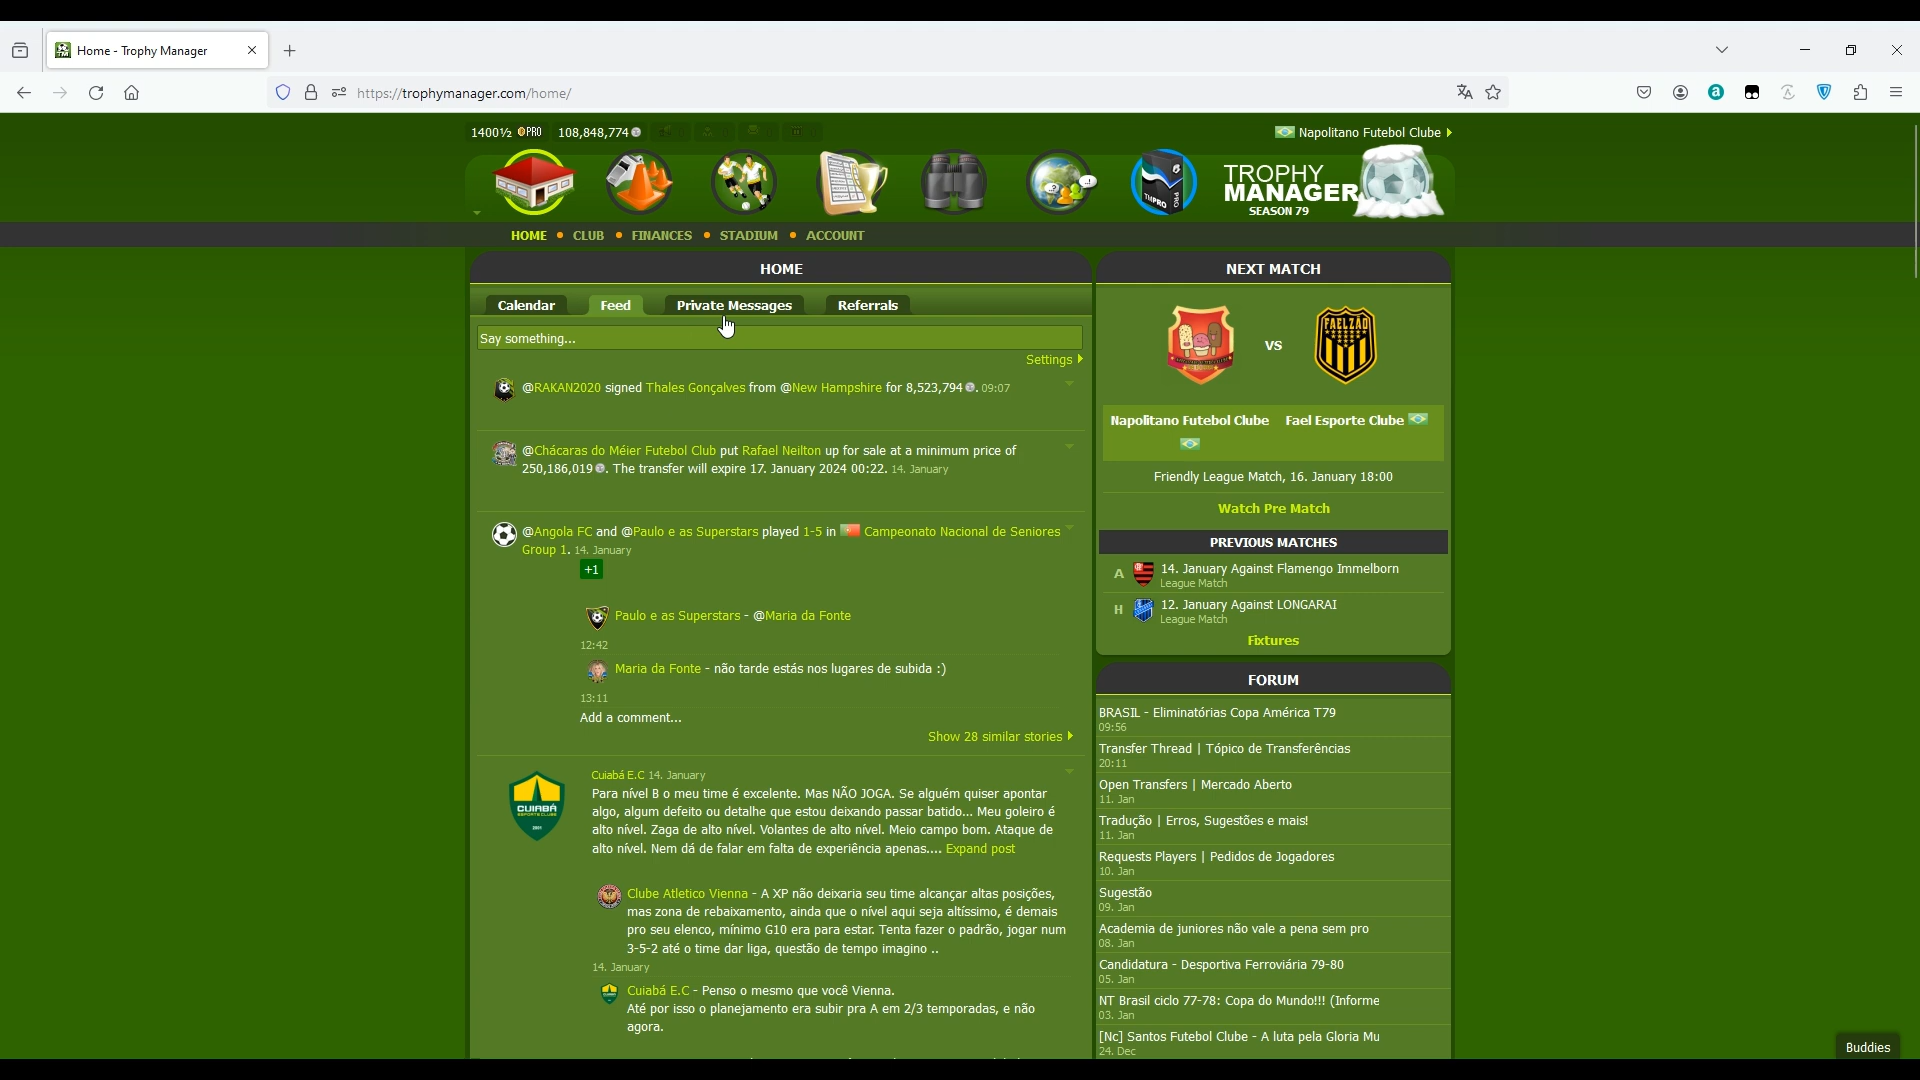 Home - Trophy Manager
https://trophymanager.com/home/
1400½ PRO 108,848,774
Napolitano Futebol Clube
TROPHY
MANAGER
SEASON 79
HOME • CLUB • FINANCES • STADIUM • ACCOUNT
HOME
Calendar Feed Private Messages Referrals
Say something...
Settings
@RAKAN2020 signed Thales Gonçalves from @New Hampshire for 8,523,794. 09:07
@Chácaras do Méier Futebol Club put Rafael Neilton up for sale at a minimum price of
250,186,019. The transfer will expire 17. January 2024 00:22. 14. January
@Angola FC and @Paulo e as Superstars played 1-5 in Campeonato Nacional de Seniores
Group 1. 14. January
+1
Paulo e as Superstars - @Maria da Fonte
12:42
Maria da Fonte - não tarde estás nos lugares de subida :)
13:11
Add a comment...
Show 28 similar stories
CUIABÁ
Cuiabá E.C 14. January
Para nível B o meu time é excelente. Mas NÃO JOGA. Se alguém quiser apontar
algo, algum defeito ou detalhe que estou deixando passar batido... Meu goleiro é
alto nível. Zaga de alto nível. Volantes de alto nível. Meio campo bom. Ataque de
alto nível. Nem dá de falar em falta de experiência apenas.... Expand post
Clube Atletico Vienna - A XP não deixaria seu time alcançar altas posições,
mas zona de rebaixamento, ainda que o nível aqui seja altíssimo, é demais
pro seu elenco, mínimo G10 era para estar. Tenta fazer o padrão, jogar num
3-5-2 até o time dar liga, questão de tempo imagino ..
14. January
Cuiabá E.C - Penso o mesmo que você Vienna.
Até por isso o planejamento era subir pra A em 2/3 temporadas, e não
agora.
NEXT MATCH
VS
FAELZÃO
Napolitano Futebol Clube Fael Esporte Clube
Friendly League Match, 16. January 18:00
Watch Pre Match
PREVIOUS MATCHES
A 14. January Against Flamengo Immelborn
League Match
H 12. January Against LONGARAI
League Match
Fixtures
FORUM
BRASIL - Eliminatórias Copa América T79
09:56
Transfer Thread | Tópico de Transferências
20:11
Open Transfers | Mercado Aberto
11. Jan
Tradução | Erros, Sugestões e mais!
11. Jan
Requests Players | Pedidos de Jogadores
10. Jan
Sugestão
09. Jan
Academia de juniores não vale a pena sem pro
08. Jan
Candidatura - Desportiva Ferroviária 79-80
05. Jan
NT Brasil ciclo 77-78: Copa do Mundo!!! (Informe
03. Jan
[Nc] Santos Futebol Clube - A luta pela Gloria Mu
24. Dec
Buddies